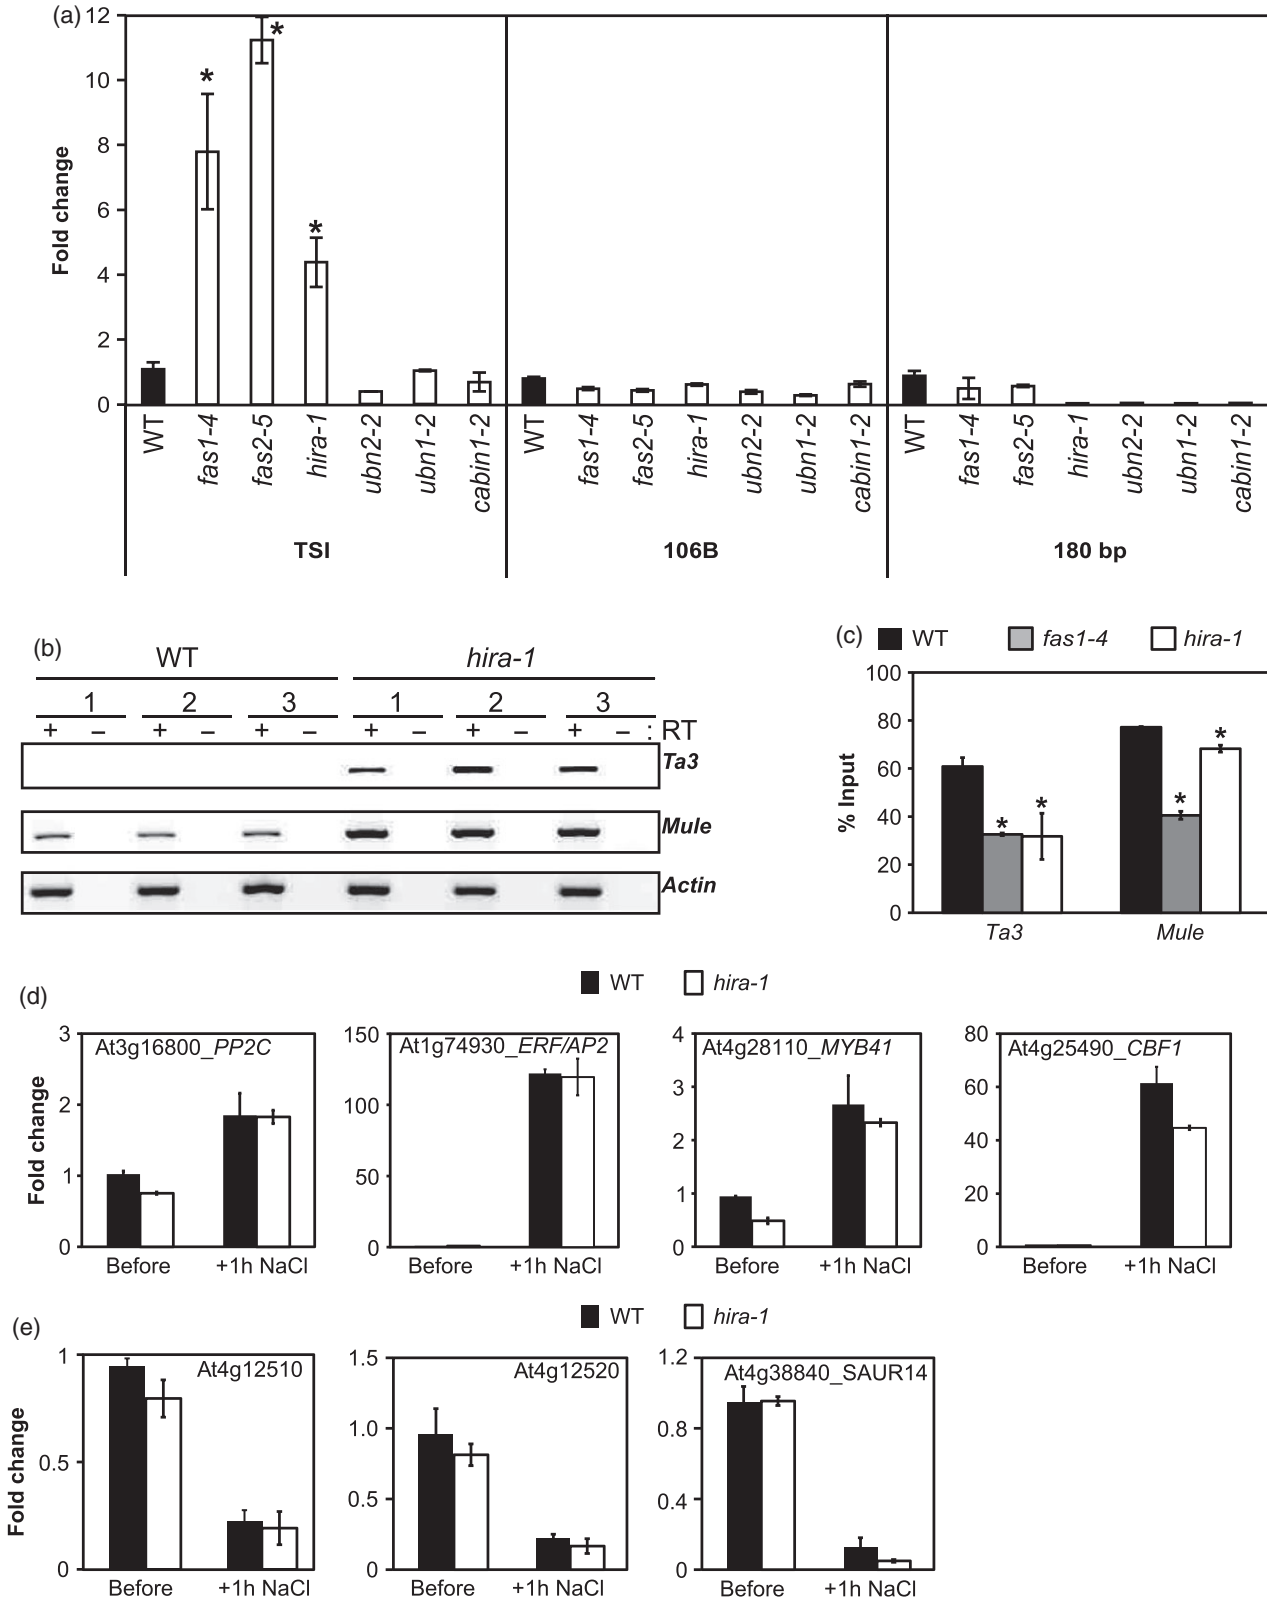 (a)
Fold change
12
10
8
6
4
2
0
*
*
*
WT
fas1-4
fas2-5
hira-1
ubn2-2
ubn1-2
cabin1-2
WT
fas1-4
fas2-5
hira-1
ubn2-2
ubn1-2
cabin1-2
WT
fas1-4
fas2-5
hira-1
ubn2-2
ubn1-2
cabin1-2
TSI
106B
180 bp
(b)
WT
hira-1
1 2 3 1 2 3
+ – + – + – + – + – + – : RT
Ta3
Mule
Actin
(c)
WT
fas1-4
hira-1
% Input
100
80
60
40
20
0
* *
* *
Ta3
Mule
(d)
WT
hira-1
Fold change
3
2
1
0
At3g16800_PP2C
Before
+1h NaCl
150
100
50
0
At1g74930_ERF/AP2
Before
+1h NaCl
4
3
2
1
0
At4g28110_MYB41
Before
+1h NaCl
80
60
40
20
0
At4g25490_CBF1
Before
+1h NaCl
(e)
WT
hira-1
Fold change
1
0.5
0
At4g12510
Before
+1h NaCl
1.5
1.0
0.5
0
At4g12520
Before
+1h NaCl
1.2
0.8
0.4
0
At4g38840_SAUR14
Before
+1h NaCl